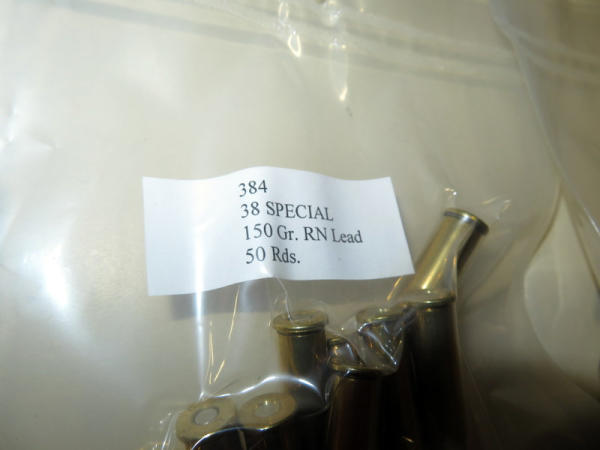 384
38 SPECIAL
150 Gr. RN Lead
50 Rds.